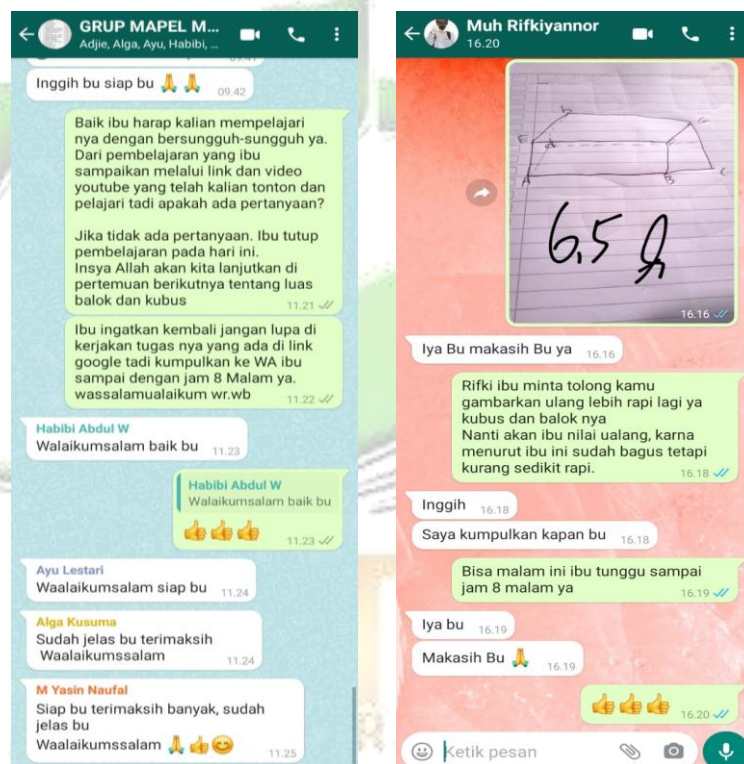 GRUP MAPEL M...
Adjie, Alga, Ayu, Habibi, ...
Inggih bu siap bu 🙏 🙏
09.42
Baik ibu harap kalian mempelajari
nya dengan bersungguh-sungguh ya.
Dari pembelajaran yang ibu
sampaikan melalui link dan video
youtube yang telah kalian tonton dan
pelajari tadi apakah ada pertanyaan?
Jika tidak ada pertanyaan. Ibu tutup
pembelajaran pada hari ini.
Insya Allah akan kita lanjutkan di
pertemuan berikutnya tentang luas
balok dan kubus
11.21
Ibu ingatkan kembali jangan lupa di
kerjakan tugas nya yang ada di link
google tadi kumpulkan ke WA ibu
sampai dengan jam 8 Malam ya.
wassalamualaikum wr.wb
11.22
Habibi Abdul W
Walaikumsalam baik bu
11.23
Habibi Abdul W
Walaikumsalam baik bu
👍👍👍
11.23
Ayu Lestari
Waalaikumsalam siap bu
11.24
Alga Kusuma
Sudah jelas bu terimaksih
Waalaikumssalam
11.24
M Yasin Naufal
Siap bu terimaksih banyak, sudah
jelas bu
Waalaikumssalam 🙏👍😊
11.25
Muh Rifkiyannor
16.20
E
d
A
B
C
6,5
16.16
Iya Bu makasih Bu ya
16.16
Rifki ibu minta tolong kamu
gambarkan ulang lebih rapi lagi ya
kubus dan balok nya
Nanti akan ibu nilai ualang, karna
menurut ibu ini sudah bagus tetapi
kurang sedikit rapi.
16.18
Inggih
16.18
Saya kumpulkan kapan bu
16.18
Bisa malam ini ibu tunggu sampai
jam 8 malam ya
16.19
Iya bu
16.19
Makasih Bu 🙏
16.19
👍👍👍
16.20
Ketik pesan